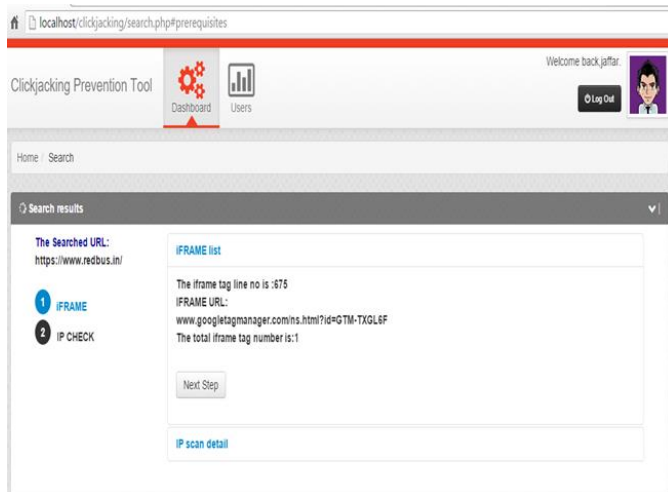 localhost/clickjacking/search.php#prerequisites
Clickjacking Prevention Tool
Dashboard
Users
Welcome back,jaffar.
Log Out
Home / Search
Search results
The Searched URL:
https://www.redbus.in/
1 iFRAME
2 IP CHECK
iFRAME list
The iframe tag line no is :675
IFRAME URL:
www.googletagmanager.com/ns.html?id=GTM-TXGL6F
The total iframe tag number is:1
Next Step
IP scan detail